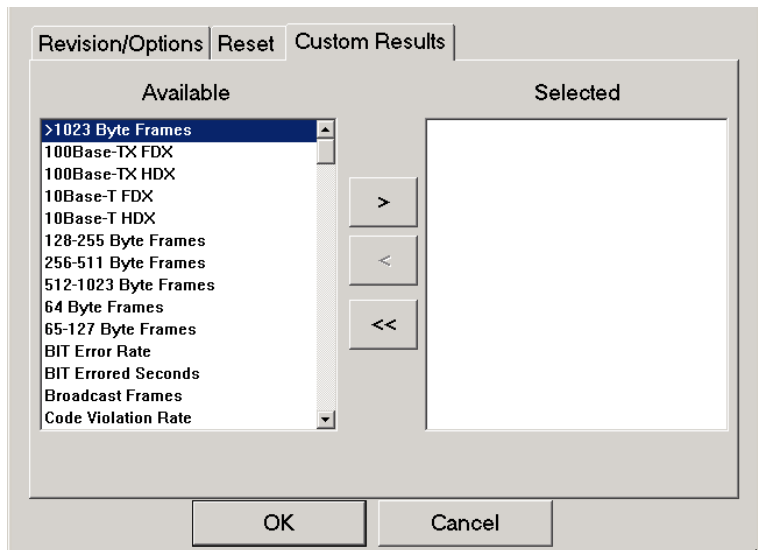 Revision/Options Reset Custom Results
Available
Selected
>1023 Byte Frames
100Base-TX FDX
100Base-TX HDX
10Base-T FDX
10Base-T HDX
128-255 Byte Frames
256-511 Byte Frames
512-1023 Byte Frames
64 Byte Frames
65-127 Byte Frames
BIT Error Rate
BIT Errored Seconds
Broadcast Frames
Code Violation Rate
>
<
<<
OK Cancel